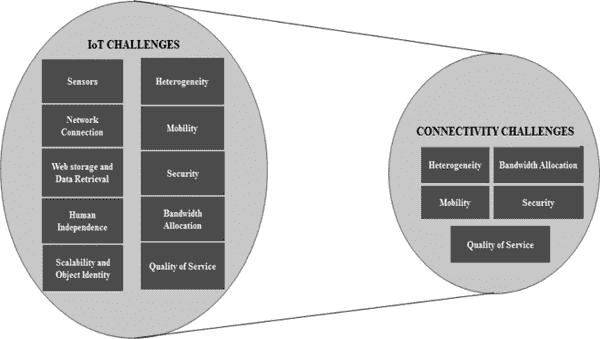 IoT CHALLENGES
Sensors
Network
Connection
Web storage and
Data Retrieval
Human
Independence
Scalability and
Object Identity
Heterogeneity
Mobility
Security
Bandwidth
Allocation
Quality of Service
CONNECTIVITY CHALLENGES
Heterogeneity
Bandwidth Allocation
Mobility
Security
Quality of Service